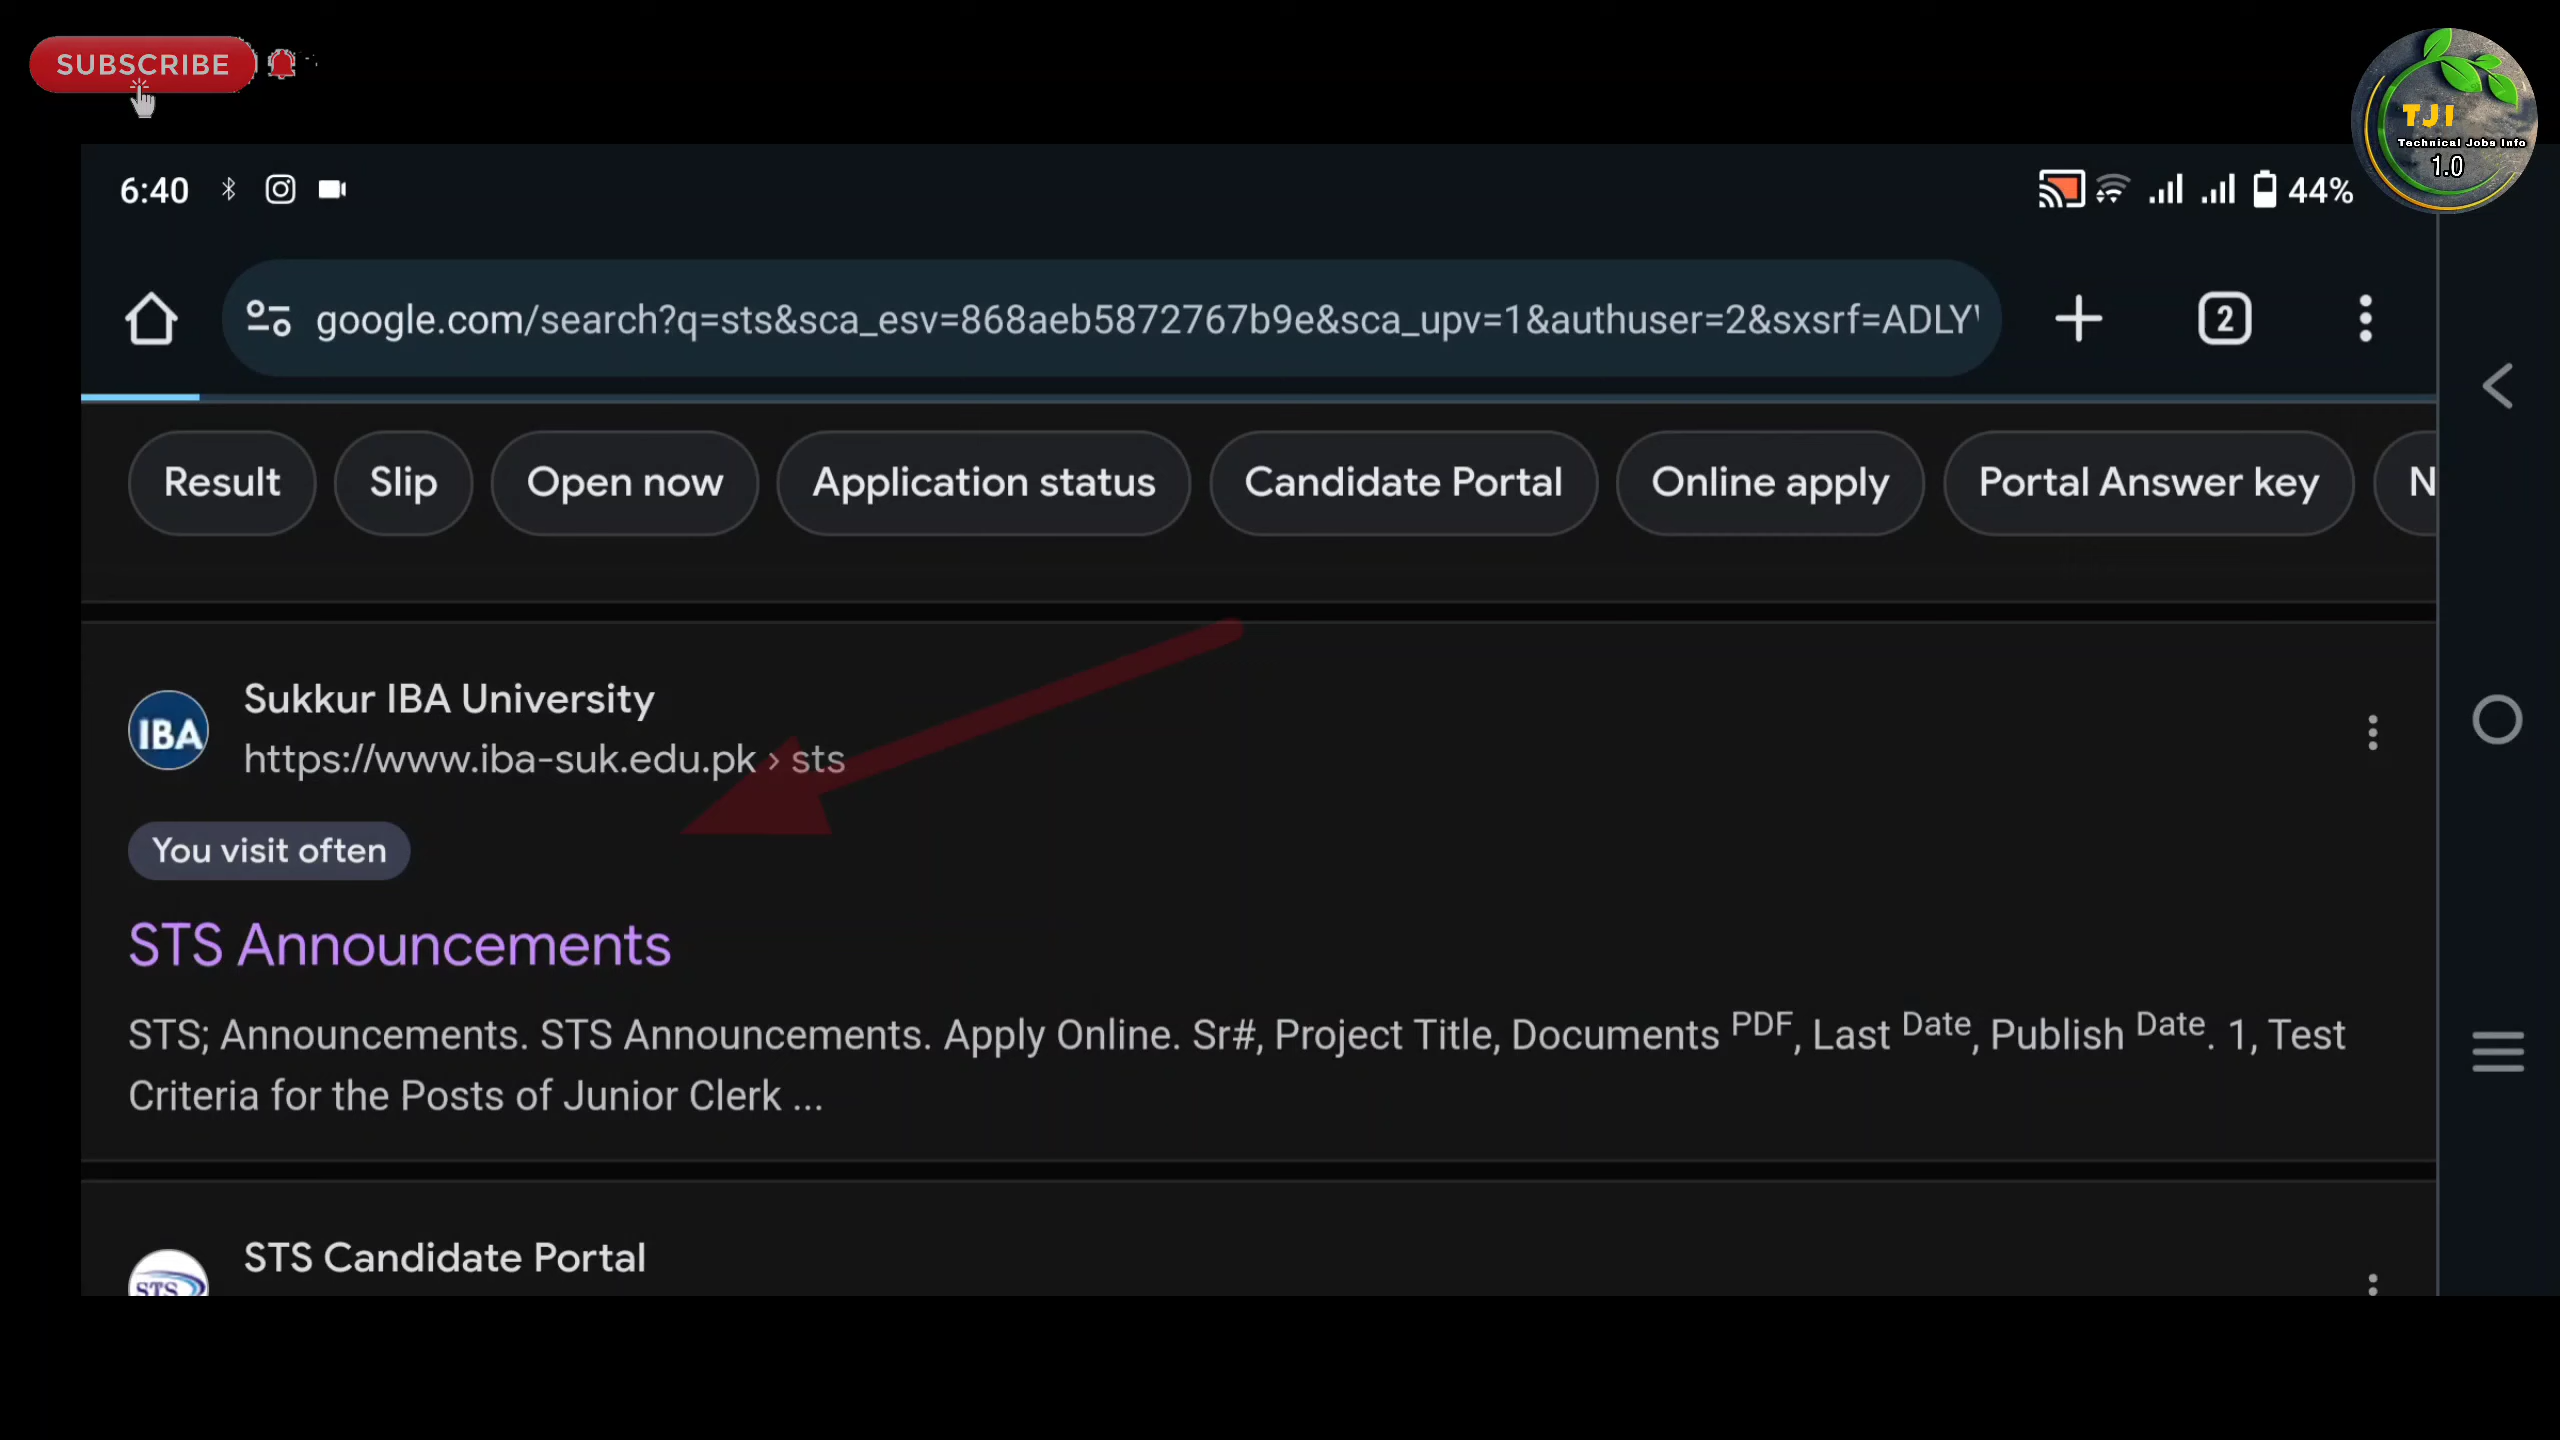 SUBSCRIBE
TJI
Technical Jobs Info
1.0
6:40
44%
google.com/search?q=sts&sca_esv=868aeb5872767b9e&sca_upv=1&authuser=2&sxsrf=ADLY
2
Result Slip Open now Application status Candidate Portal Online apply Portal Answer key N
Sukkur IBA University
IBA
https://www.iba-suk.edu.pk › sts
You visit often
STS Announcements
STS; Announcements. STS Announcements. Apply Online. Sr#, Project Title, Documents PDF, Last Date, Publish Date. 1, Test
Criteria for the Posts of Junior Clerk ...
STS Candidate Portal
STS